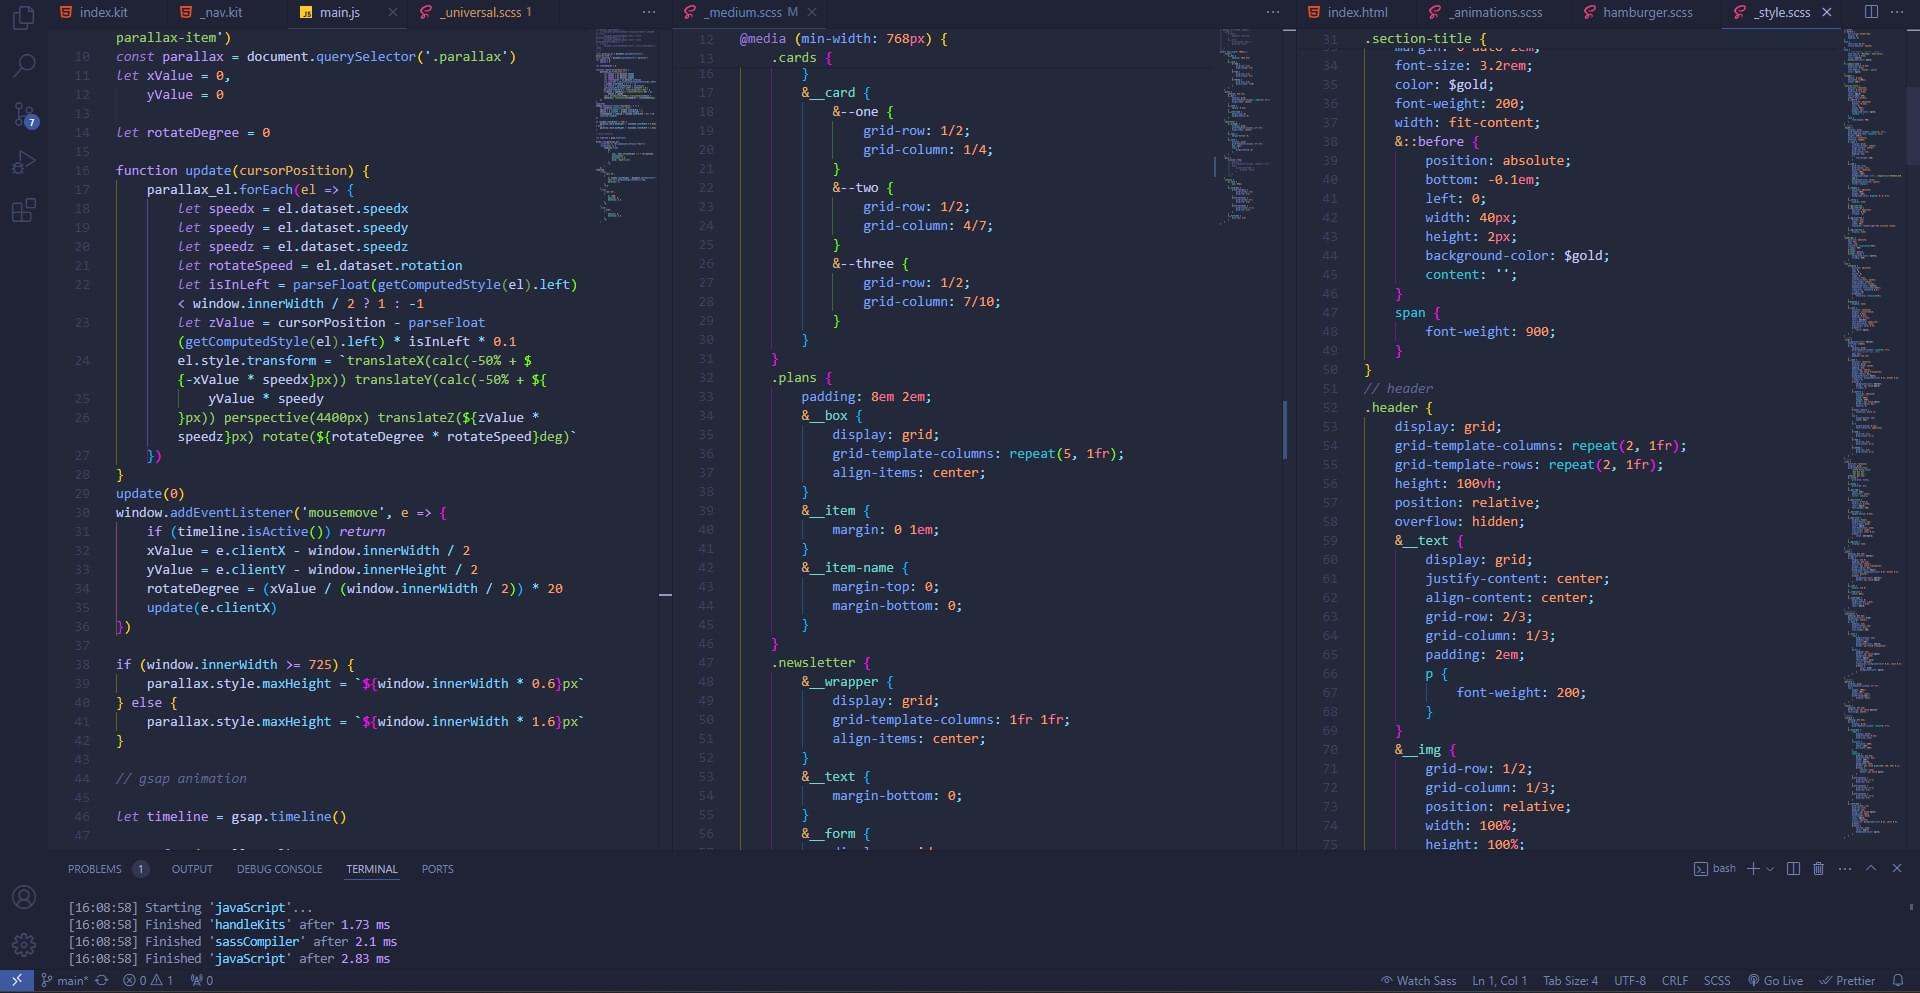 index.kit
_nav.kit
main.js
_universal.scss 1
_medium.scss M
index.html
_animations.scss
hamburger.scss
_style.scss
7
parallax-item')
10 const parallax = document.querySelector('.parallax')
11 let xValue = 0,
12 yValue = 0
13
14 let rotateDegree = 0
15
16 function update(cursorPosition) {
17 parallax_el.forEach(el => {
18 let speedx = el.dataset.speedx
19 let speedy = el.dataset.speedy
20 let speedz = el.dataset.speedz
21 let rotateSpeed = el.dataset.rotation
22 let isInLeft = parseFloat(getComputedStyle(el).left)
< window.innerWidth / 2 ? 1 : -1
23 let zValue = cursorPosition - parseFloat
(getComputedStyle(el).left) * isInLeft * 0.1
24 el.style.transform = `translateX(calc(-50% + $
{-xValue * speedx}px)) translateY(calc(-50% + ${
25 yValue * speedy
26 }px)) perspective(4400px) translateZ(${zValue *
speedz}px) rotate(${rotateDegree * rotateSpeed}deg)`
27 })
28 }
29 update(0)
30 window.addEventListener('mousemove', e => {
31 if (timeline.isActive()) return
32 xValue = e.clientX - window.innerWidth / 2
33 yValue = e.clientY - window.innerHeight / 2
34 rotateDegree = (xValue / (window.innerWidth / 2)) * 20
35 update(e.clientX)
36 })
37
38 if (window.innerWidth >= 725) {
39 parallax.style.maxHeight = `${window.innerWidth * 0.6}px`
40 } else {
41 parallax.style.maxHeight = `${window.innerWidth * 1.6}px`
42 }
43
44 // gsap animation
45
46 let timeline = gsap.timeline()
47
12 @media (min-width: 768px) {
13 .cards {
16 }
17 &__card {
18 &--one {
19 grid-row: 1/2;
20 grid-column: 1/4;
21 }
22 &--two {
23 grid-row: 1/2;
24 grid-column: 4/7;
25 }
26 &--three {
27 grid-row: 1/2;
28 grid-column: 7/10;
29 }
30 }
31 }
32 .plans {
33 padding: 8em 2em;
34 &__box {
35 display: grid;
36 grid-template-columns: repeat(5, 1fr);
37 align-items: center;
38 }
39 &__item {
40 margin: 0 1em;
41 }
42 &__item-name {
43 margin-top: 0;
44 margin-bottom: 0;
45 }
46 }
47 .newsletter {
48 &__wrapper {
49 display: grid;
50 grid-template-columns: 1fr 1fr;
51 align-items: center;
52 }
53 &__text {
54 margin-bottom: 0;
55 }
56 &__form {
31 .section-title {
margin: 0 auto 2em;
34 font-size: 3.2rem;
35 color: $gold;
36 font-weight: 200;
37 width: fit-content;
38 &::before {
39 position: absolute;
40 bottom: -0.1em;
41 left: 0;
42 width: 40px;
43 height: 2px;
44 background-color: $gold;
45 content: '';
46 }
47 span {
48 font-weight: 900;
49 }
50 }
51 // header
52 .header {
53 display: grid;
54 grid-template-columns: repeat(2, 1fr);
55 grid-template-rows: repeat(2, 1fr);
56 height: 100vh;
57 position: relative;
58 overflow: hidden;
59 &__text {
60 display: grid;
61 justify-content: center;
62 align-content: center;
63 grid-row: 2/3;
64 grid-column: 1/3;
65 padding: 2em;
66 p {
67 font-weight: 200;
68 }
69 }
70 &__img {
71 grid-row: 1/2;
72 grid-column: 1/3;
73 position: relative;
74 width: 100%;
75 height: 100%;
PROBLEMS 1 OUTPUT DEBUG CONSOLE TERMINAL PORTS
bash
[16:08:58] Starting 'javaScript'...
[16:08:58] Finished 'handleKits' after 1.73 ms
[16:08:58] Finished 'sassCompiler' after 2.1 ms
[16:08:58] Finished 'javaScript' after 2.83 ms
main* 0 1 0
Watch Sass Ln 1, Col 1 Tab Size: 4 UTF-8 CRLF SCSS Go Live Prettier